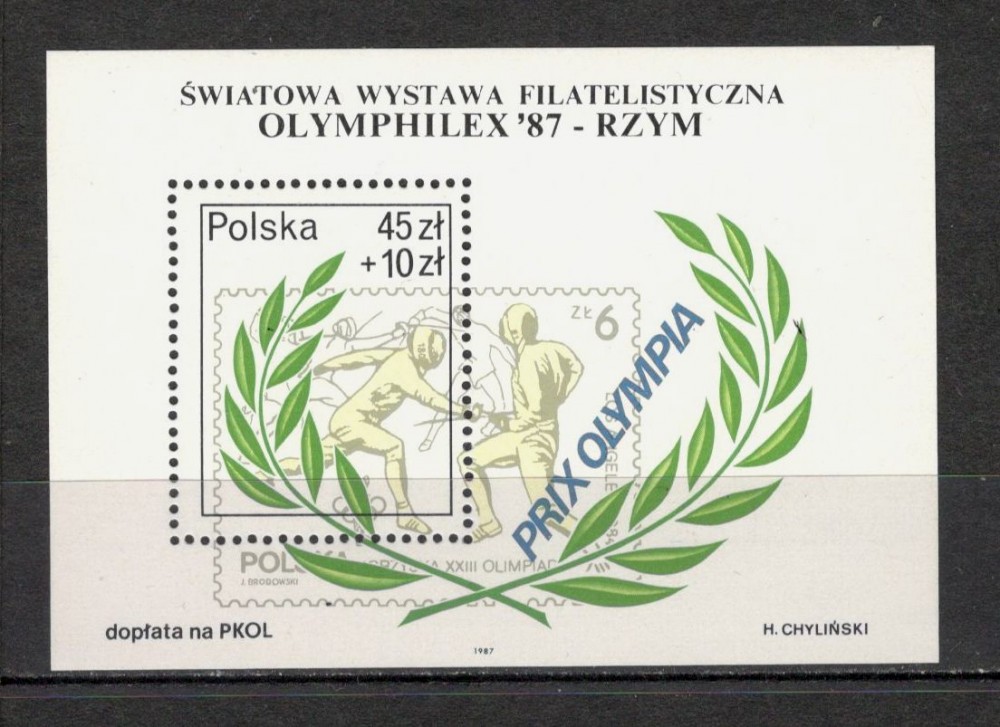 ŚWIATOWA WYSTAWA FILATELISTYCZNA
OLYMPHILEX '87 - RZYM
Polska 45 zł
+10 zł
ZŁ 6
PRIX OLYMPIA
POLSKA XXIII OLIMPIAD
J. BRODOWSKI
dopłata na PKOL
H. CHYLIŃSKI
1987